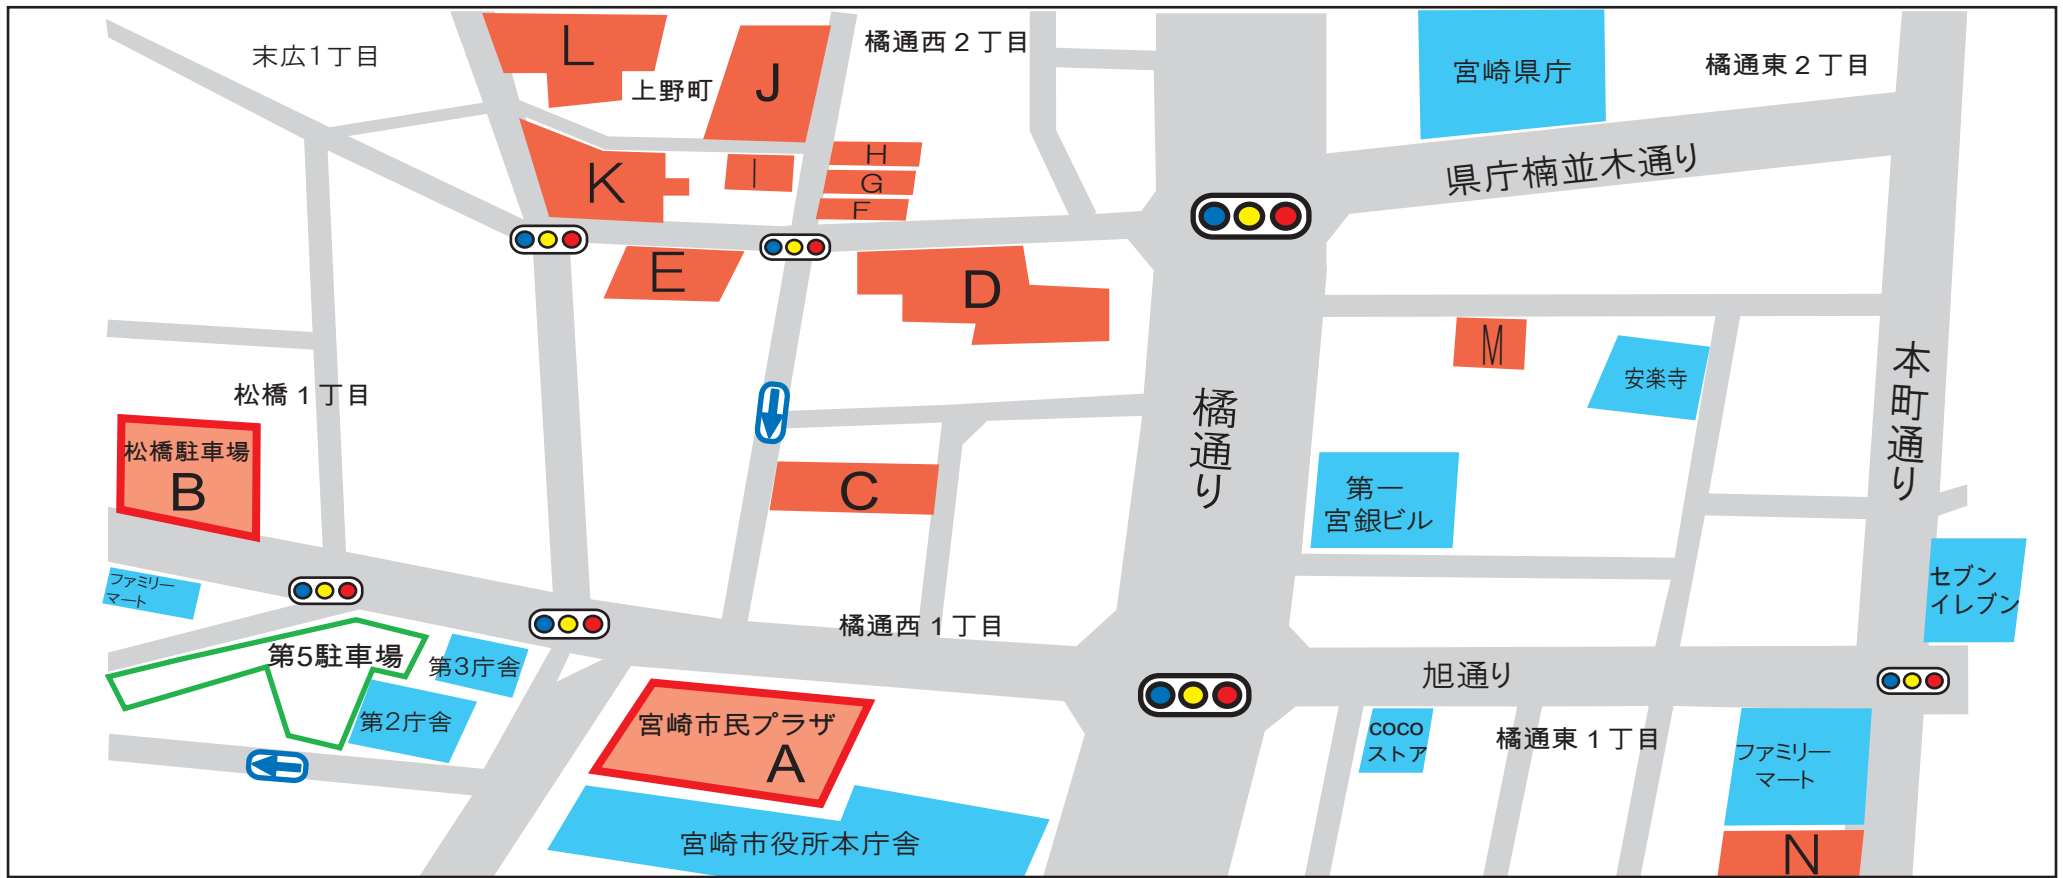 末広1丁目
L
上野町
J
橘通西2丁目
宮崎県庁
橘通東2丁目
K
I
H
G
F
県庁楠並木通り
E
D
M
安楽寺
松橋1丁目
松橋駐車場
B
C
橘通り
本町通り
第一
宮銀ビル
ファミリー
マート
セブン
イレブン
橘通西1丁目
第5駐車場
第3庁舎
第2庁舎
旭通り
宮崎市民プラザ
A
COCO
ストア
橘通東1丁目
ファミリー
マート
宮崎市役所本庁舎
N